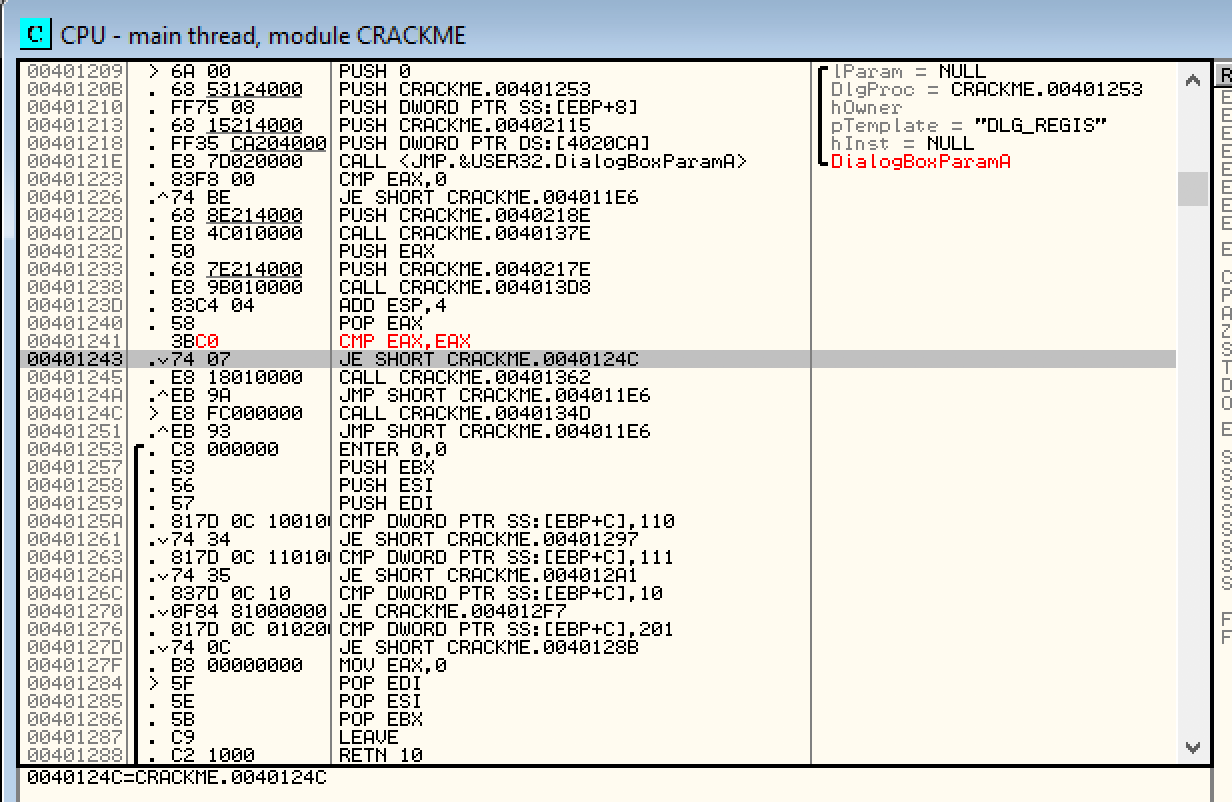 C CPU - main thread, module CRACKME
00401209 > 6A 00 PUSH 0 lParam = NULL
0040120B . 68 53124000 PUSH CRACKME.00401253 DlgProc = CRACKME.00401253
00401210 . FF75 08 PUSH DWORD PTR SS:[EBP+8] hOwner
00401213 . 68 15214000 PUSH CRACKME.00402115 pTemplate = "DLG_REGIS"
00401218 . FF35 CA204000 PUSH DWORD PTR DS:[4020CA] hInst = NULL
0040121E . E8 7D020000 CALL <JMP.&USER32.DialogBoxParamA> DialogBoxParamA
00401223 . 83F8 00 CMP EAX,0
00401226 .^74 BE JE SHORT CRACKME.004011E6
00401228 . 68 8E214000 PUSH CRACKME.0040218E
0040122D . E8 4C010000 CALL CRACKME.0040137E
00401232 . 50 PUSH EAX
00401233 . 68 7E214000 PUSH CRACKME.0040217E
00401238 . E8 9B010000 CALL CRACKME.004013D8
0040123D . 83C4 04 ADD ESP,4
00401240 . 58 POP EAX
00401241 3BC0 CMP EAX,EAX
00401243 .v74 07 JE SHORT CRACKME.0040124C
00401245 . E8 18010000 CALL CRACKME.00401362
0040124A .^EB 9A JMP SHORT CRACKME.004011E6
0040124C > E8 FC000000 CALL CRACKME.0040134D
00401251 .^EB 93 JMP SHORT CRACKME.004011E6
00401253 . C8 000000 ENTER 0,0
00401257 . 53 PUSH EBX
00401258 . 56 PUSH ESI
00401259 . 57 PUSH EDI
0040125A . 817D 0C 10010 CMP DWORD PTR SS:[EBP+C],110
00401261 .v74 34 JE SHORT CRACKME.00401297
00401263 . 817D 0C 11010 CMP DWORD PTR SS:[EBP+C],111
0040126A .v74 35 JE SHORT CRACKME.004012A1
0040126C . 837D 0C 10 CMP DWORD PTR SS:[EBP+C],10
00401270 .v0F84 81000000 JE CRACKME.004012F7
00401276 . 817D 0C 01020 CMP DWORD PTR SS:[EBP+C],201
0040127D .v74 0C JE SHORT CRACKME.0040128B
0040127F . B8 00000000 MOV EAX,0
00401284 > 5F POP EDI
00401285 . 5E POP ESI
00401286 . 5B POP EBX
00401287 . C9 LEAVE
00401288 . C2 1000 RETN 10
0040124C=CRACKME.0040124C